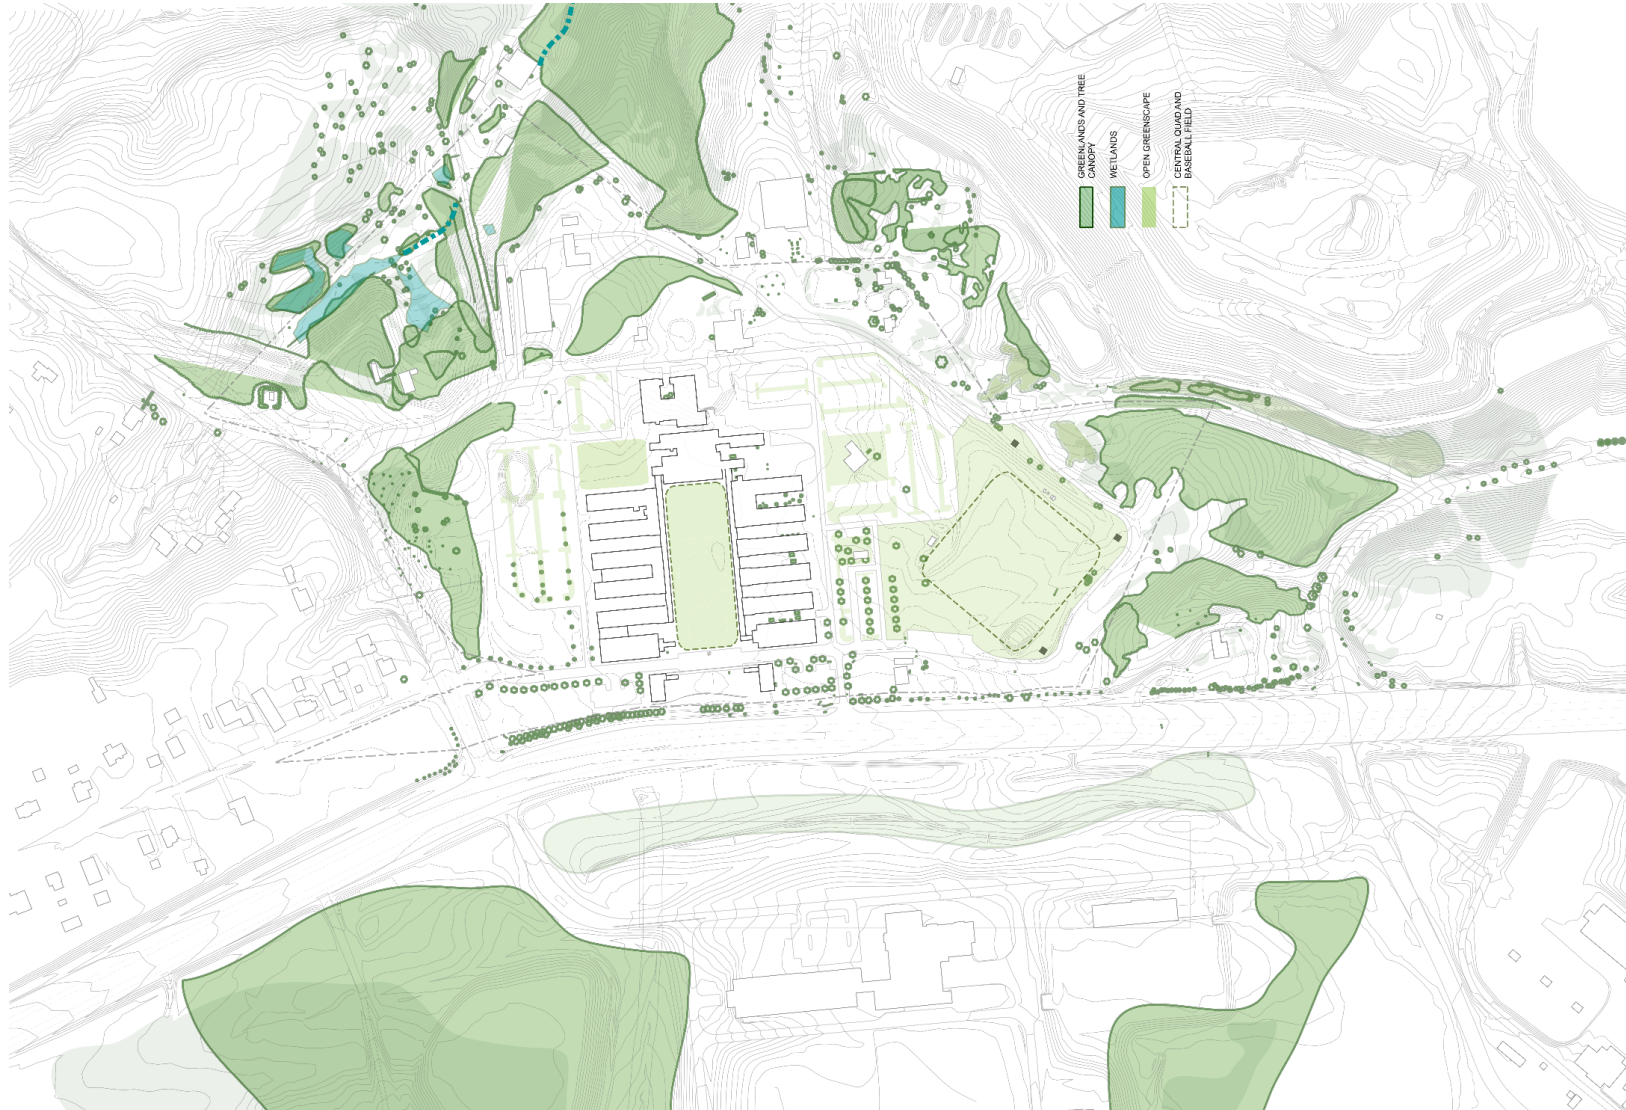 GREENLANDS AND TREE
CANOPY
WETLANDS
OPEN GREENSCAPE
CENTRAL QUAD AND
BASEBALL FIELD